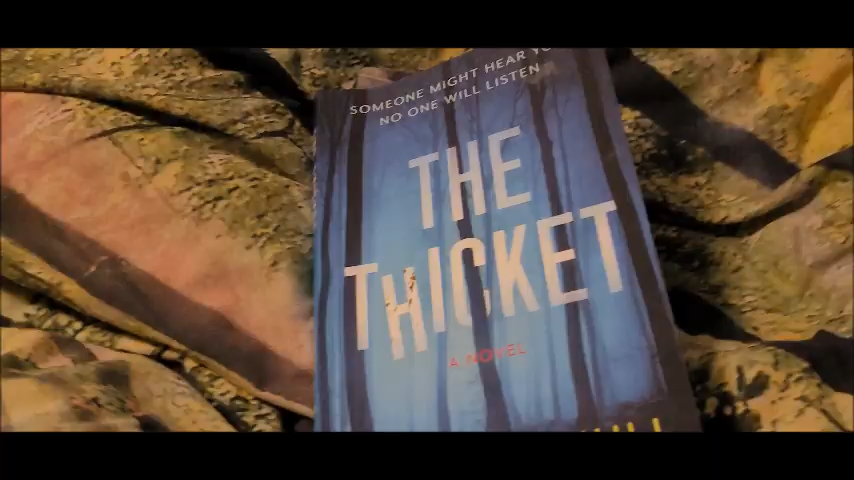 SOMEONE MIGHT HEAR
NO ONE WILL LISTEN
THE
THICKET
A NOVEL